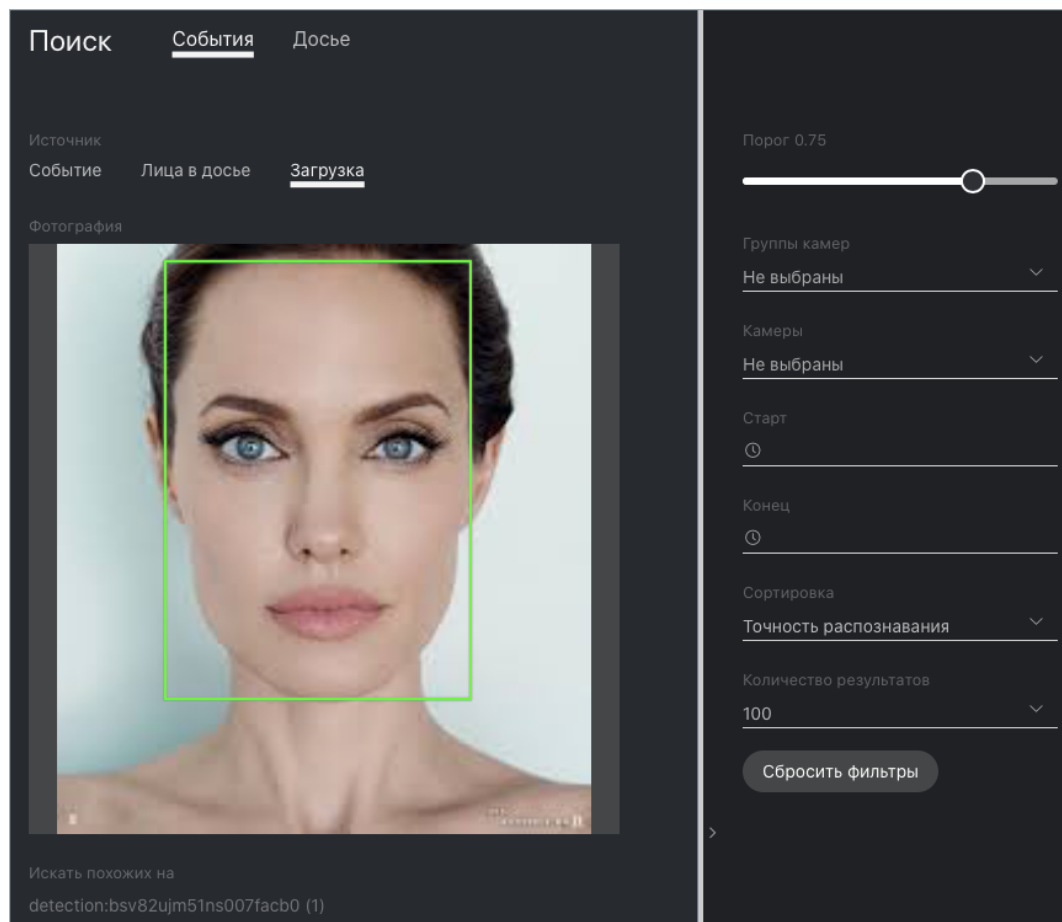 Поиск
События
Досье
Источник
Событие
Лица в досье
Загрузка
Фотография
Искать похожих на
detection:bsv82ujm51ns007facb0 (1)
Порог 0.75
Группы камер
Не выбраны
Камеры
Не выбраны
Старт
Конец
Сортировка
Точность распознавания
Количество результатов
100
Сбросить фильтры